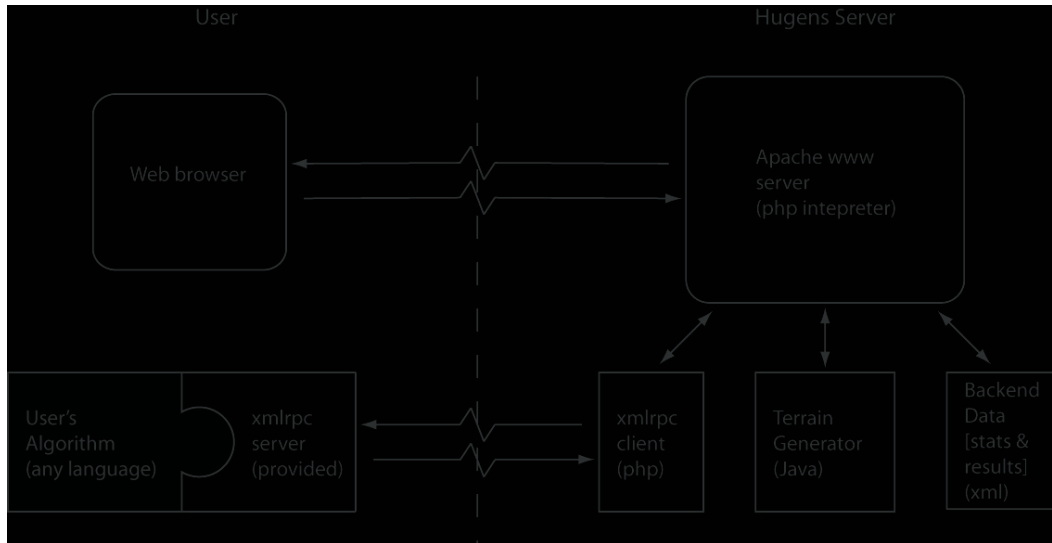 User
Hugens Server
Web browser
Apache www
server
(php intepreter)
User's
Algorithm
(any language)
xmlrpc
server
(provided)
xmlrpc
client
(php)
Terrain
Generator
(Java)
Backend
Data
[stats &
results]
(xml)